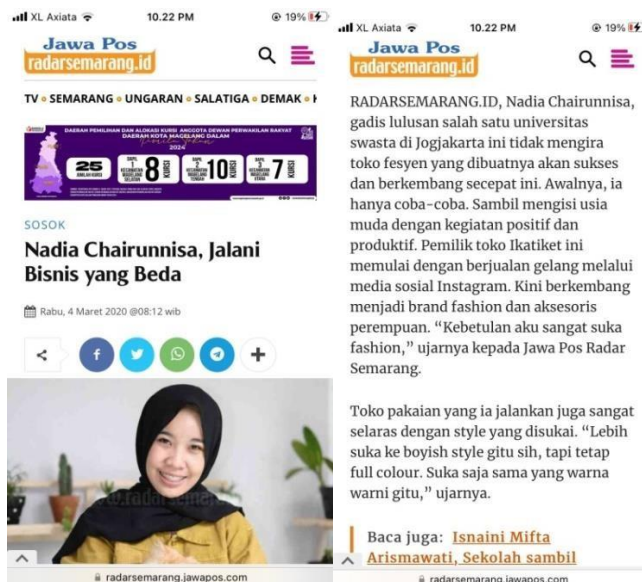 XL Axiata
10.22 PM
19%
Jawa Pos
radarsemarang.id
TV • SEMARANG • UNGARAN • SALATIGA • DEMAK •
DAERAH PEMILIHAN DAN ALOKASI KURSI ANGGOTA DEWAN PERWAKILAN RAKYAT
DAERAH KOTA MAGELANG DALAM
2024
25
8 KURSI
10 KURSI
7 KURSI
SOSOK
Nadia Chairunnisa, Jalani
Bisnis yang Beda
Rabu, 4 Maret 2020 @08:12 wib
radarsemarang.jawapos.com
XL Axiata
10.22 PM
19%
Jawa Pos
radarsemarang.id
RADARSEMARANG.ID, Nadia Chairunnisa,
gadis lulusan salah satu universitas
swasta di Jogjakarta ini tidak mengira
toko fesyen yang dibuatnya akan sukses
dan berkembang secepat ini. Awalnya, ia
hanya coba-coba. Sambil mengisi usia
muda dengan kegiatan positif dan
produktif. Pemilik toko Ikatiket ini
memulai dengan berjualan gelang melalui
media sosial Instagram. Kini berkembang
menjadi brand fashion dan aksesoris
perempuan. “Kebetulan aku sangat suka
fashion,” ujarnya kepada Jawa Pos Radar
Semarang.
Toko pakaian yang ia jalankan juga sangat
selaras dengan style yang disukai. “Lebih
suka ke boyish style gitu sih, tapi tetap
full colour. Suka saja sama yang warna
warni gitu,” ujarnya.
Baca juga: Isnaini Mifta
Arismawati, Sekolah sambil
radarsemarang.jawapos.com